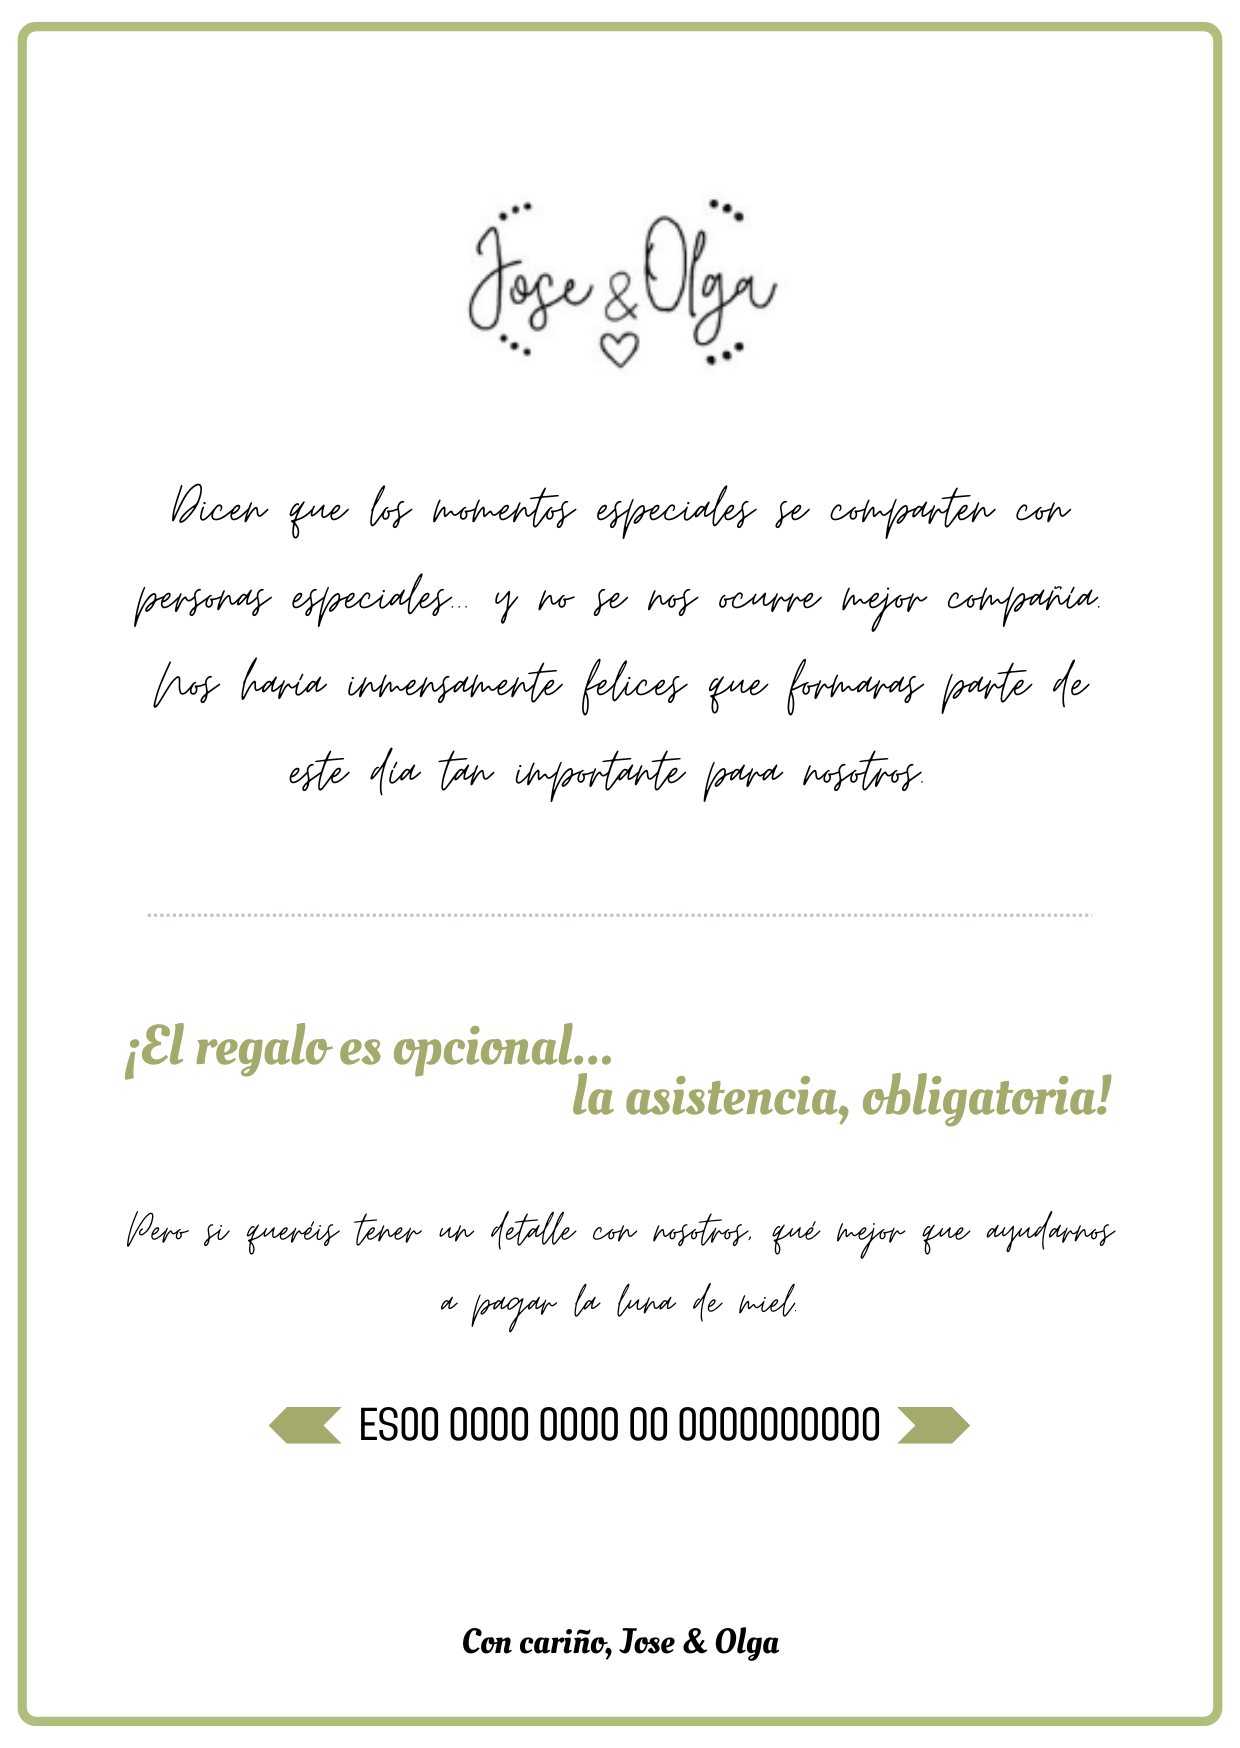 Jose & Olga
Dicen que los momentos especiales se comparten con
personas especiales... y no se nos ocurre mejor compañía.
Nos haría inmensamente felices que formaras parte de
este día tan importante para nosotros.
¡El regalo es opcional...
la asistencia, obligatoria!
Pero si queréis tener un detalle con nosotros, qué mejor que ayudarnos
a pagar la luna de miel.
ES00 0000 0000 00 0000000000
Con cariño, Jose & Olga